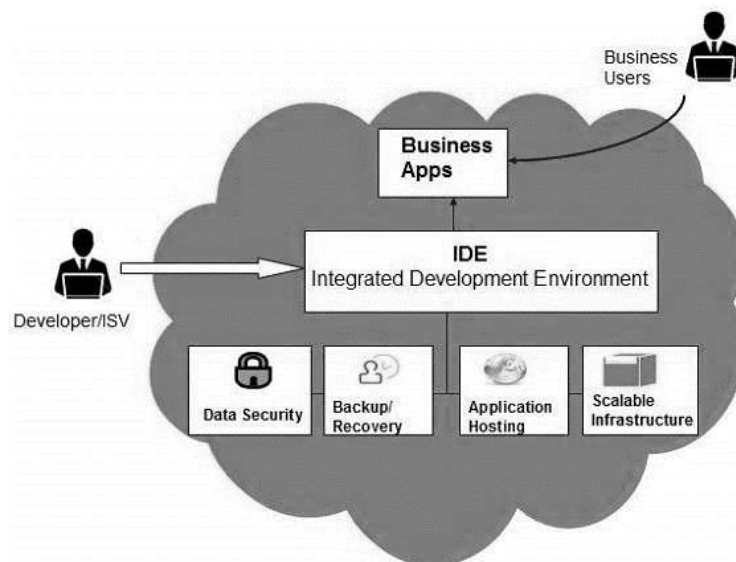 Business
Users
Business
Apps
IDE
Integrated Development Environment
Developer/ISV
Data Security
Backup/
Recovery
Application
Hosting
Scalable
Infrastructure